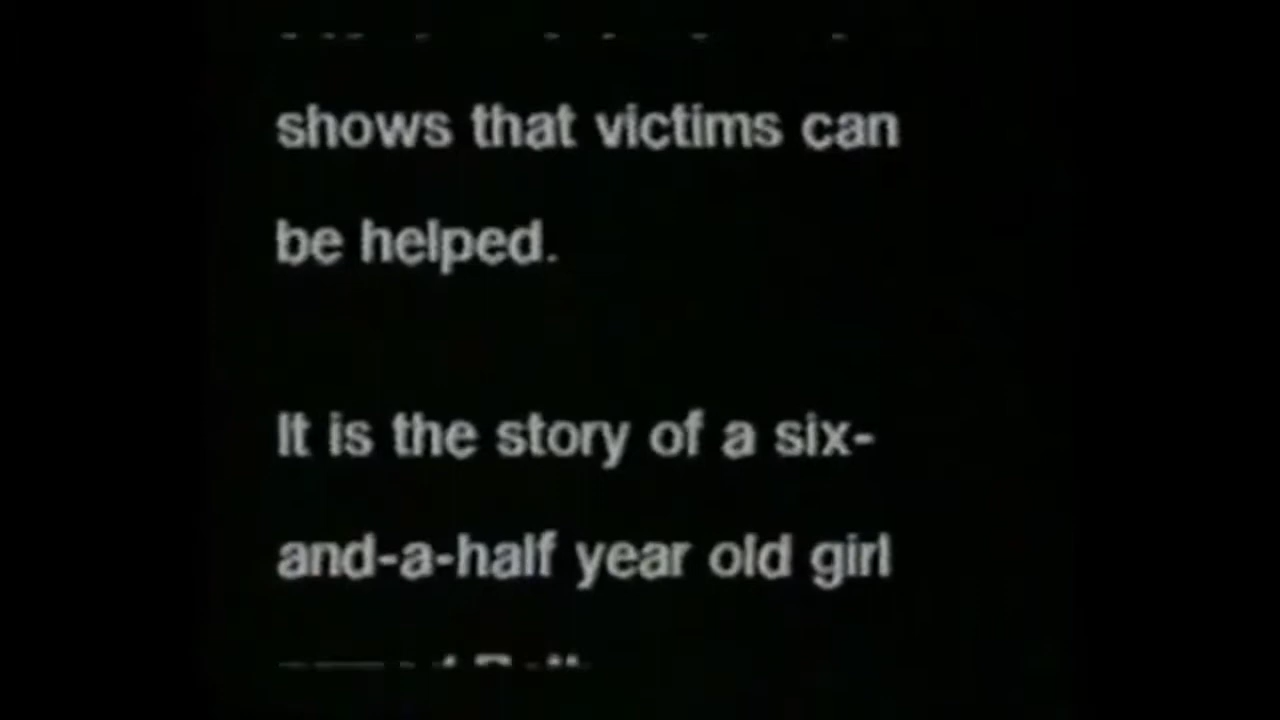 shows that victims can
be helped.
It is the story of a six-
and-a-half year old girl